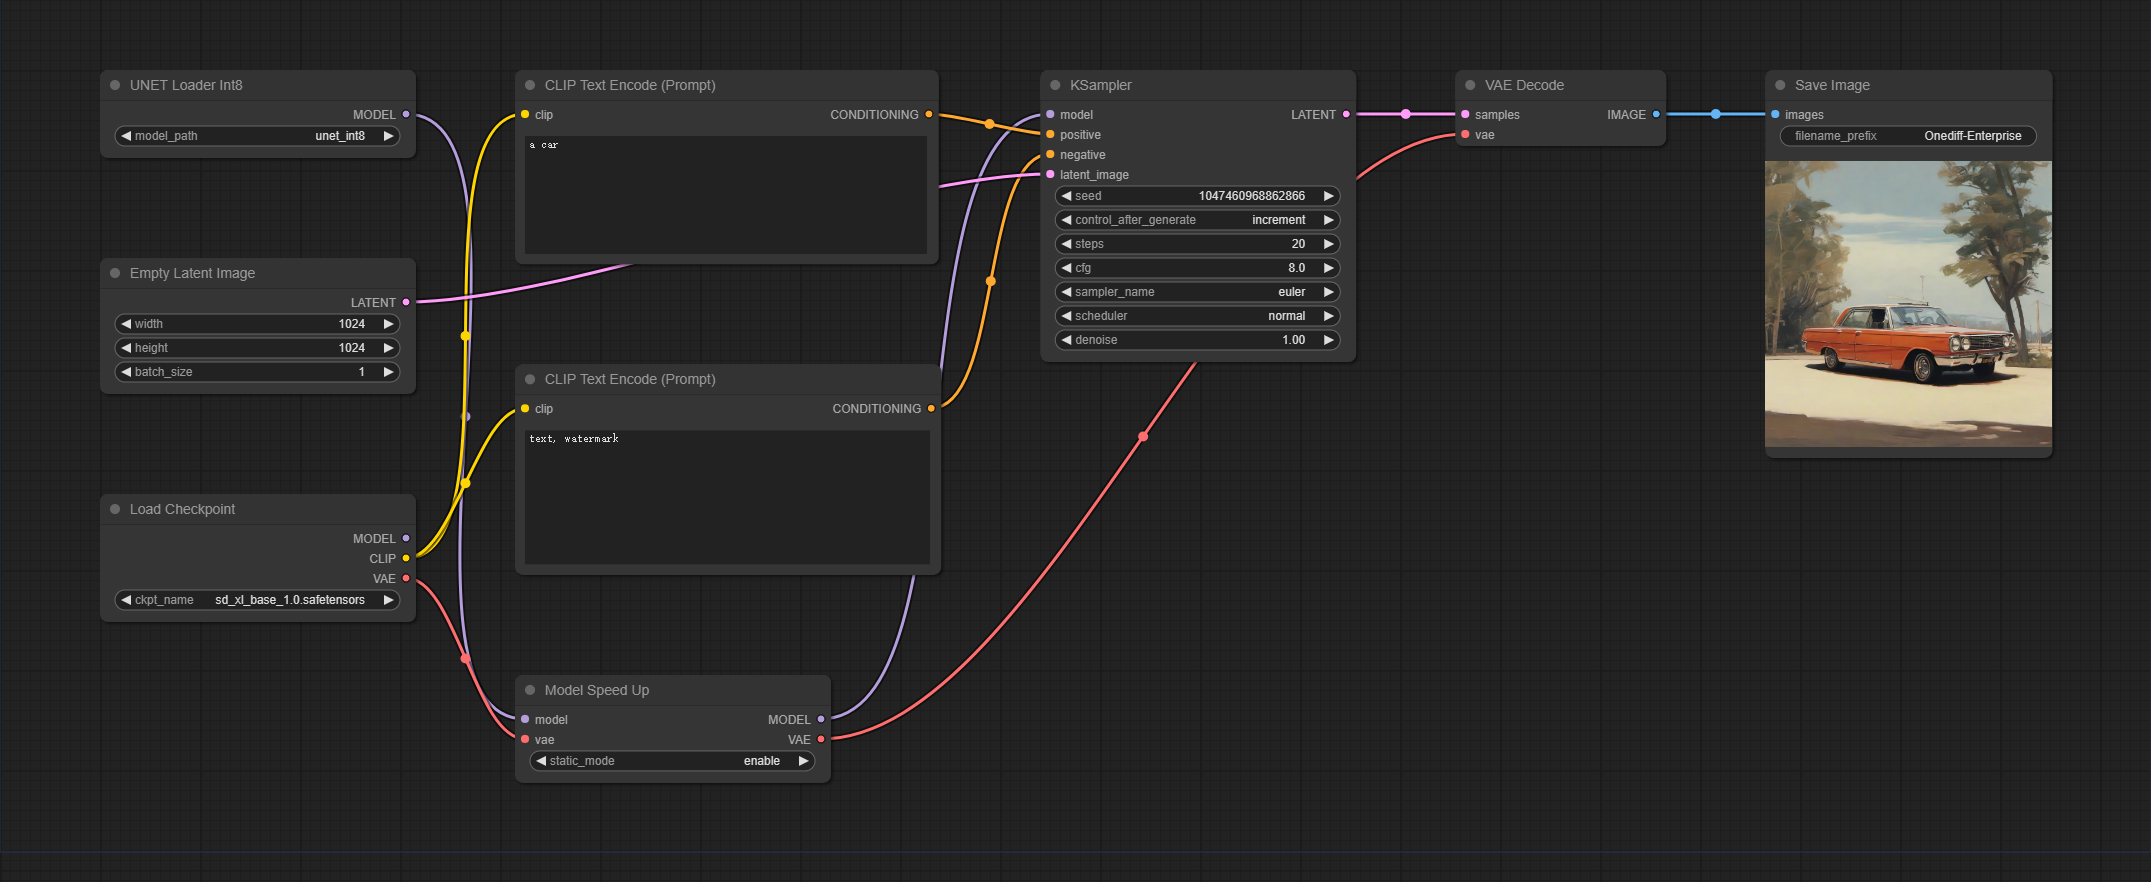 UNET Loader Int8
MODEL
model_path unet_int8
Empty Latent Image
LATENT
width 1024
height 1024
batch_size 1
Load Checkpoint
MODEL
CLIP
VAE
ckpt_name sd_xl_base_1.0.safetensors
CLIP Text Encode (Prompt)
clip CONDITIONING
a car
CLIP Text Encode (Prompt)
clip CONDITIONING
text, watermark
Model Speed Up
model MODEL
vae VAE
static_mode enable
KSampler
model LATENT
positive
negative
latent_image
seed 1047460968862866
control_after_generate increment
steps 20
cfg 8.0
sampler_name euler
scheduler normal
denoise 1.00
VAE Decode
samples IMAGE
vae
Save Image
images
filename_prefix Onediff-Enterprise